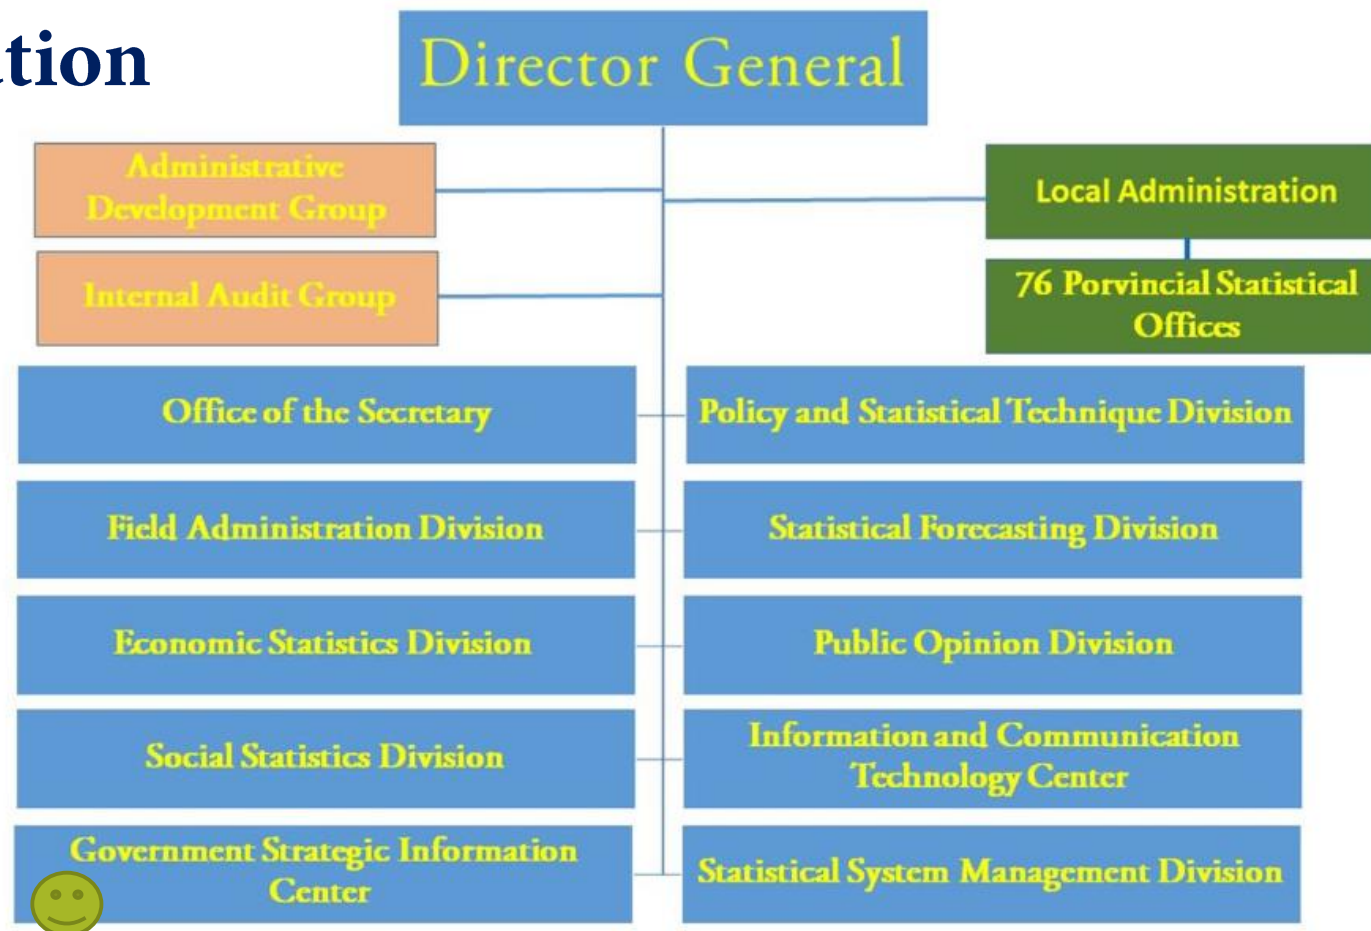 ation
Director General
Administrative
Development Group
Local Administration
Internal Audit Group
76 Porvincial Statistical
Offices
Office of the Secretary
Policy and Statistical Technique Division
Field Administration Division
Statistical Forecasting Division
Economic Statistics Division
Public Opinion Division
Social Statistics Division
Information and Communication
Technology Center
Government Strategic Information
Center
Statistical System Management Division